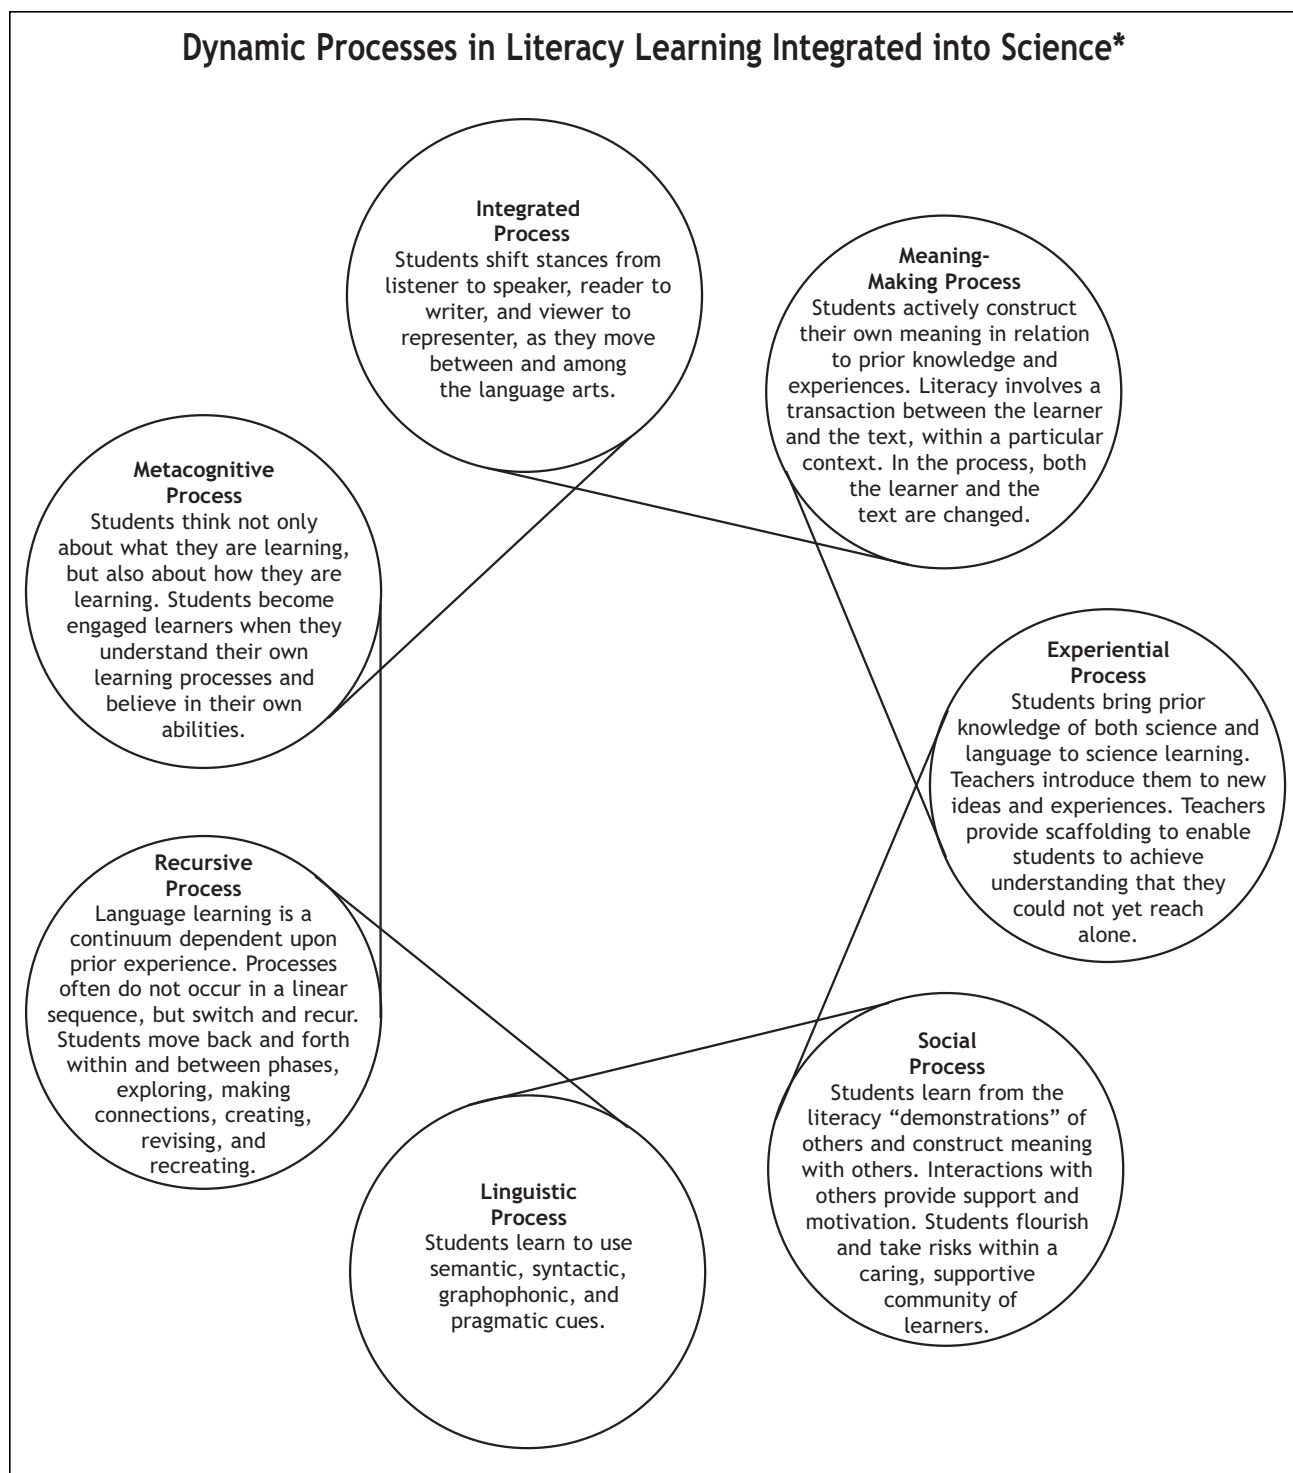 Dynamic Processes in Literacy Learning Integrated into Science*
Integrated
Process
Students shift stances from
listener to speaker, reader to
writer, and viewer to
representer, as they move
between and among
the language arts.
Meaning-
Making Process
Students actively construct
their own meaning in relation
to prior knowledge and
experiences. Literacy involves a
transaction between the learner
and the text, within a particular
context. In the process, both
the learner and the
text are changed.
Metacognitive
Process
Students think not only
about what they are learning,
but also about how they are
learning. Students become
engaged learners when they
understand their own
learning processes and
believe in their own
abilities.
Experiential
Process
Students bring prior
knowledge of both science and
language to science learning.
Teachers introduce them to new
ideas and experiences. Teachers
provide scaffolding to enable
students to achieve
understanding that they
could not yet reach
alone.
Recursive
Process
Language learning is a
continuum dependent upon
prior experience. Processes
often do not occur in a linear
sequence, but switch and recur.
Students move back and forth
within and between phases,
exploring, making
connections, creating,
revising, and
recreating.
Social
Process
Students learn from the
literacy “demonstrations” of
others and construct meaning
with others. Interactions with
others provide support and
motivation. Students flourish
and take risks within a
caring, supportive
community of
learners.
Linguistic
Process
Students learn to use
semantic, syntactic,
graphophonic, and
pragmatic cues.